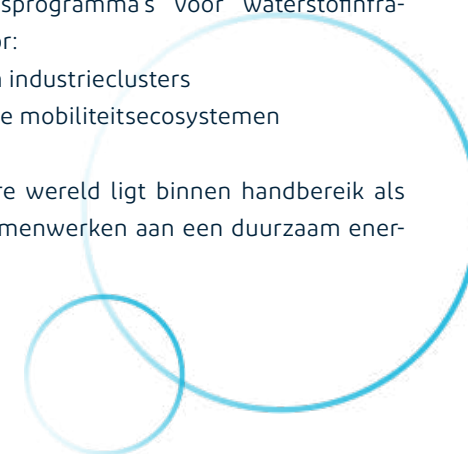 sprogramma's voor waterstofinfra-
or:
n industrieclusters
e mobiliteitsecosystemen
re wereld ligt binnen handbereik als
menwerken aan een duurzaam ener-